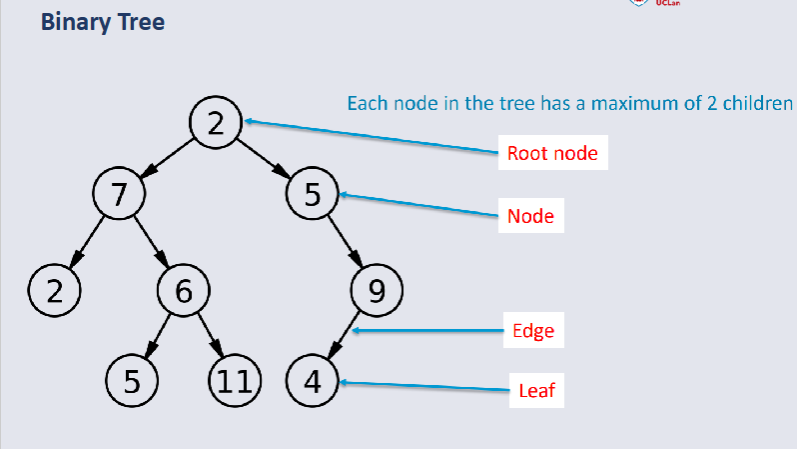 UCLan
Binary Tree
Each node in the tree has a maximum of 2 children
2
Root node
7
5
Node
2
6
9
Edge
5
11
4
Leaf